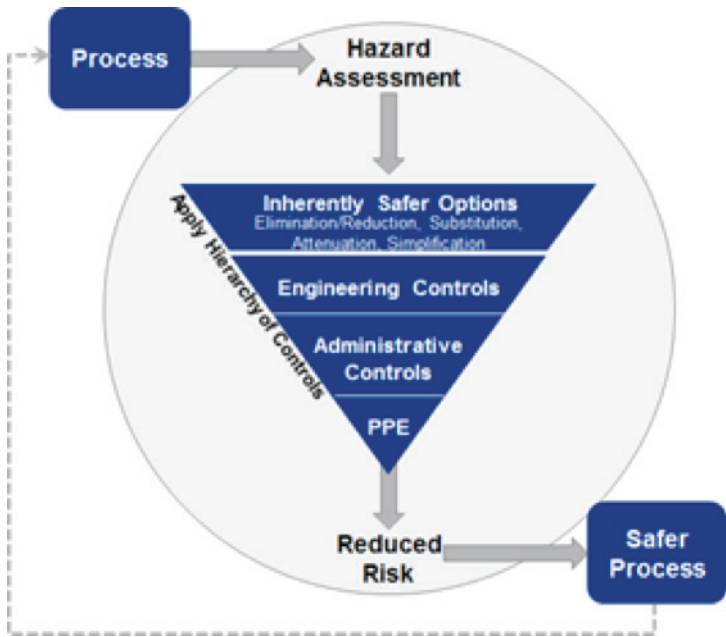 Process
Hazard
Assessment
Inherently Safer Options
Elimination/Reduction, Substitution,
Attenuation, Simplification
Apply Hierarchy of Controls
Engineering Controls
Administrative
Controls
PPE
Reduced
Risk
Safer
Process